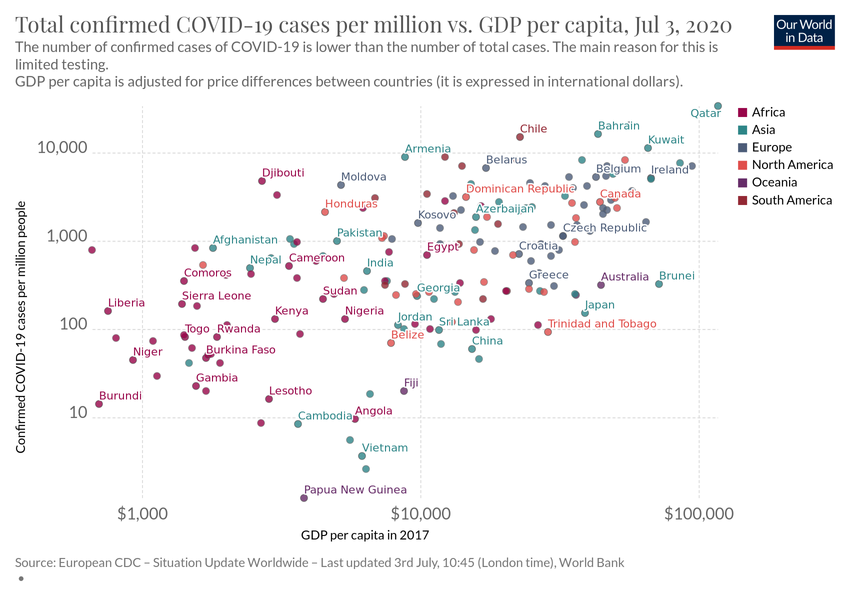 Total confirmed COVID-19 cases per million vs. GDP per capita, Jul 3, 2020
Our World
in Data
The number of confirmed cases of COVID-19 is lower than the number of total cases. The main reason for this is
limited testing.
GDP per capita is adjusted for price differences between countries (it is expressed in international dollars).
Qatar
Africa
Chile
Bahrain
Asia
Kuwait
Europe
10,000
Armenia
Belarus
Belgium
Ireland
North America
Djibouti
Moldova
Oceania
Dominican Republic
Canada
South America
Honduras
Kosovo
Azerbaijan
1,000
Afghanistan
Pakistan
Czech Republic
Egypt
Croatia
Nepal
Cameroon
India
Comoros
Greece
Australia
Brunei
Sierra Leone
Sudan
Georgia
Liberia
Kenya
Nigeria
Jordan
Sri Lanka
Japan
100
Togo
Rwanda
Belize
Trinidad and Tobago
Niger
Burkina Faso
China
Gambia
Burundi
Lesotho
Fiji
10
Cambodia
Angola
Vietnam
Papua New Guinea
Confirmed COVID-19 cases per million people
$1,000
$10,000
$100,000
GDP per capita in 2017
Source: European CDC – Situation Update Worldwide – Last updated 3rd July, 10:45 (London time), World Bank